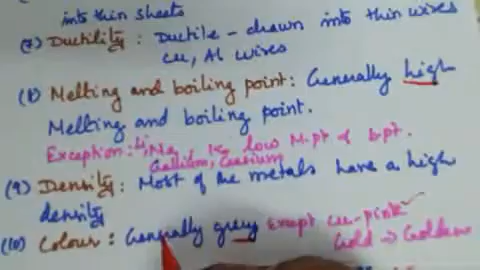 into thin sheets
(7) Ductility : Ductile - drawn into thin wires
cu, Al wires
(8) Melting and boiling point : Generally high
Melting and boiling point.
Exception : Li, Na, K low M.pt & b.pt.
Gallium, Cesium
(9) Density : Most of the metals have a high
density
(10) Colour : Generally grey Except cu-pink
Gold → Golden